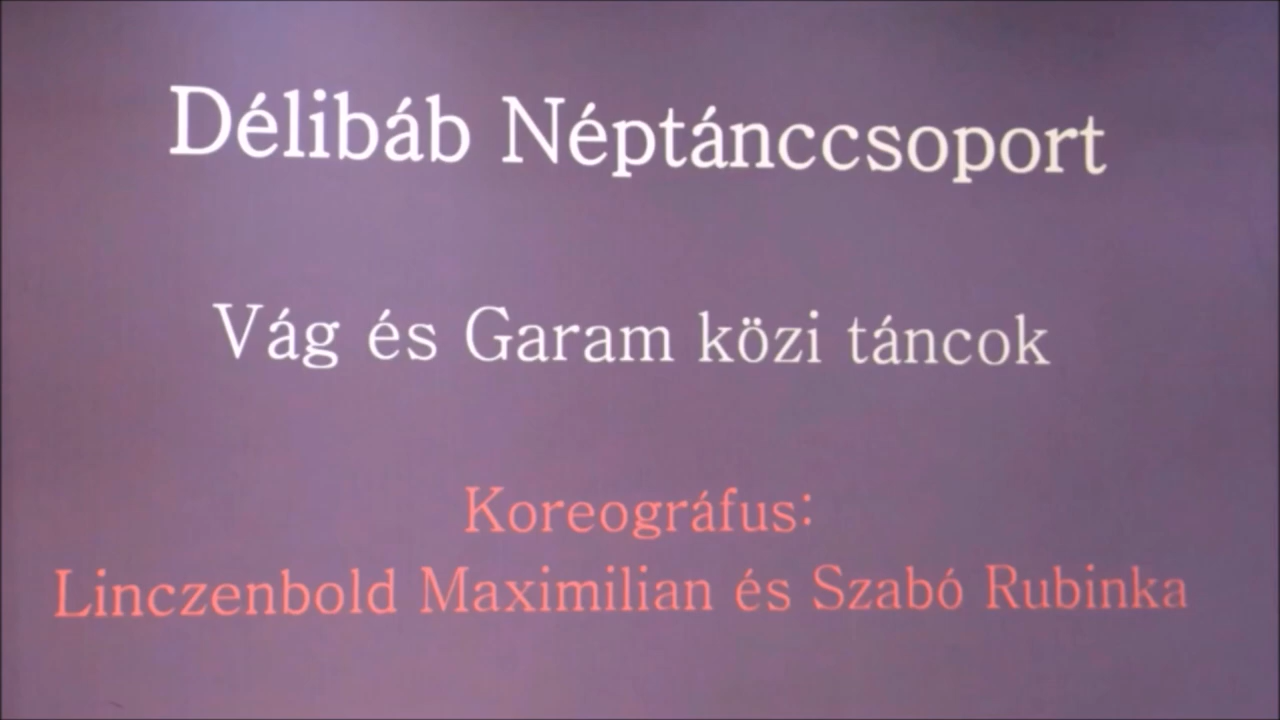 Délibáb Néptánccsoport
Vág és Garam közi táncok
Koreográfus:
Linczenbold Maximilian és Szabó Rubinka